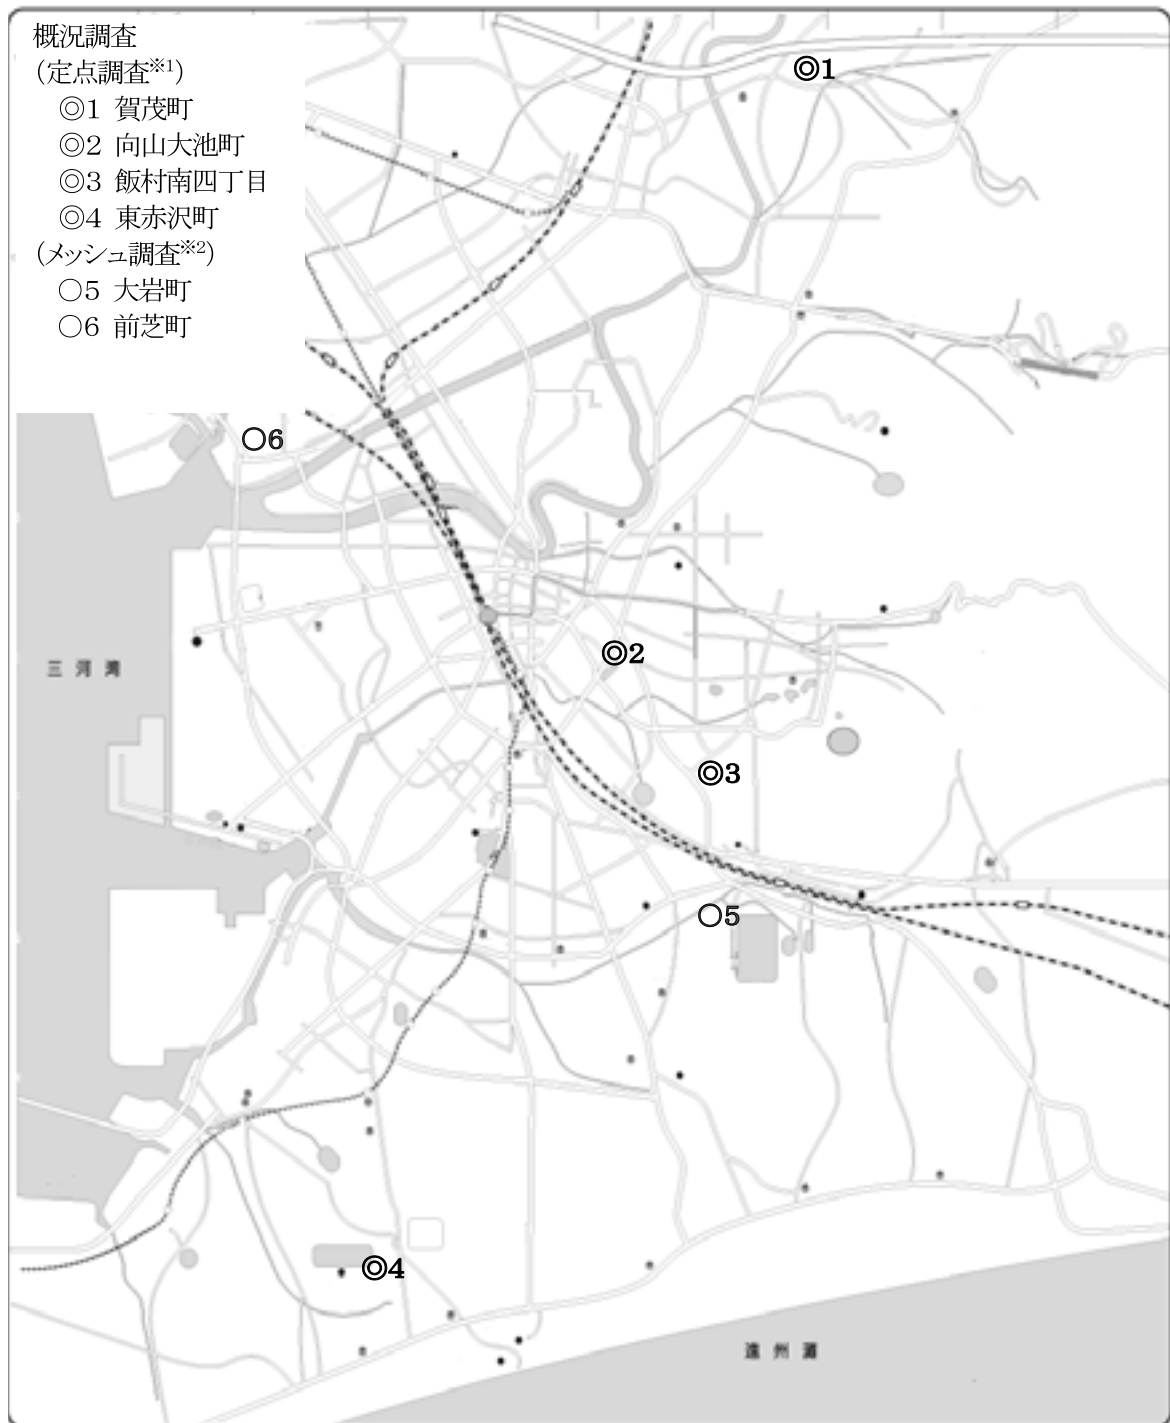 概況調査
（定点調査※1）
◎1 賀茂町
◎2 向山大池町
◎3 飯村南四丁目
◎4 東赤沢町
（メッシュ調査※2）
○5 大岩町
○6 前芝町
◎1
○6
◎2
三河湾
◎3
○5
◎4
遠州灘